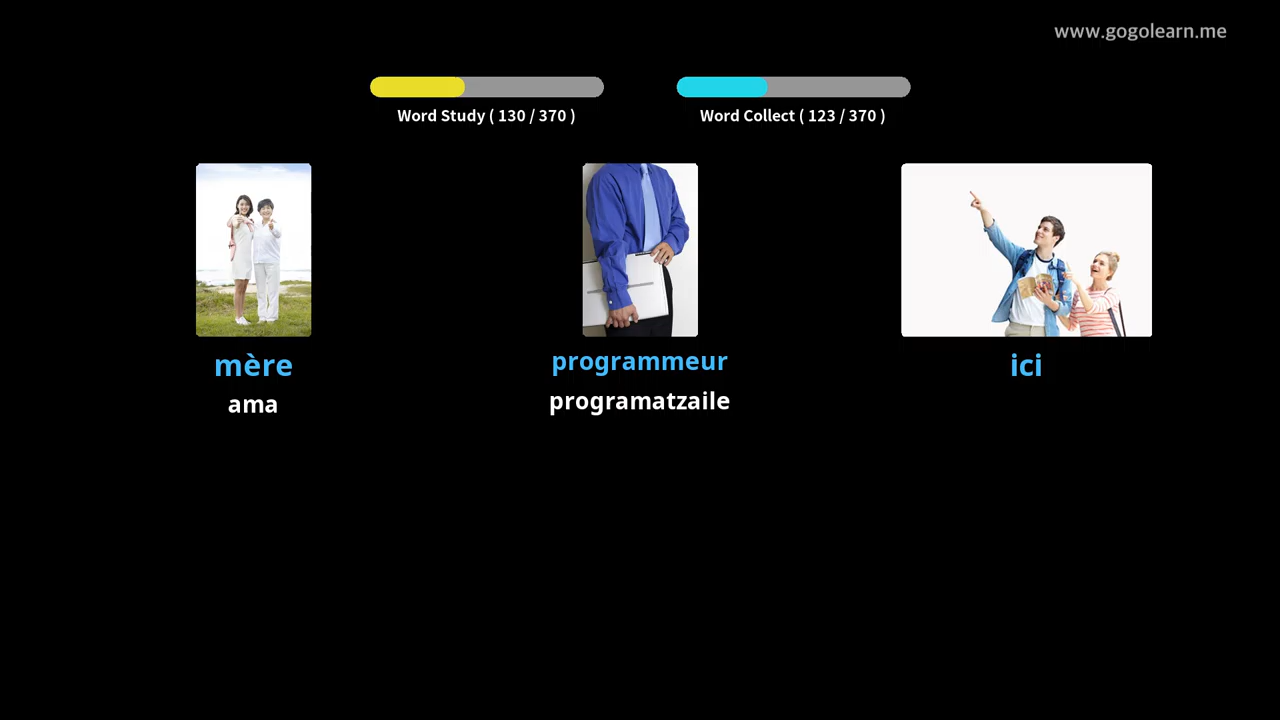 www.gogolearn.me
Word Study ( 130 / 370 )
Word Collect ( 123 / 370 )
mère
programmeur
ici
ama
programatzaile